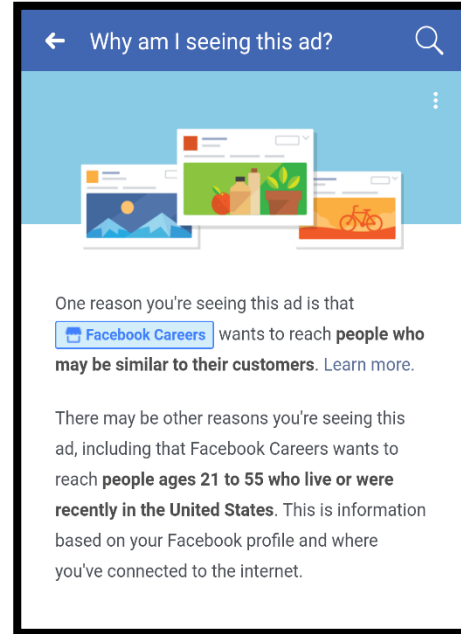 Why am I seeing this ad?
One reason you're seeing this ad is that
Facebook Careers wants to reach people who
may be similar to their customers. Learn more.
There may be other reasons you're seeing this
ad, including that Facebook Careers wants to
reach people ages 21 to 55 who live or were
recently in the United States. This is information
based on your Facebook profile and where
you've connected to the internet.